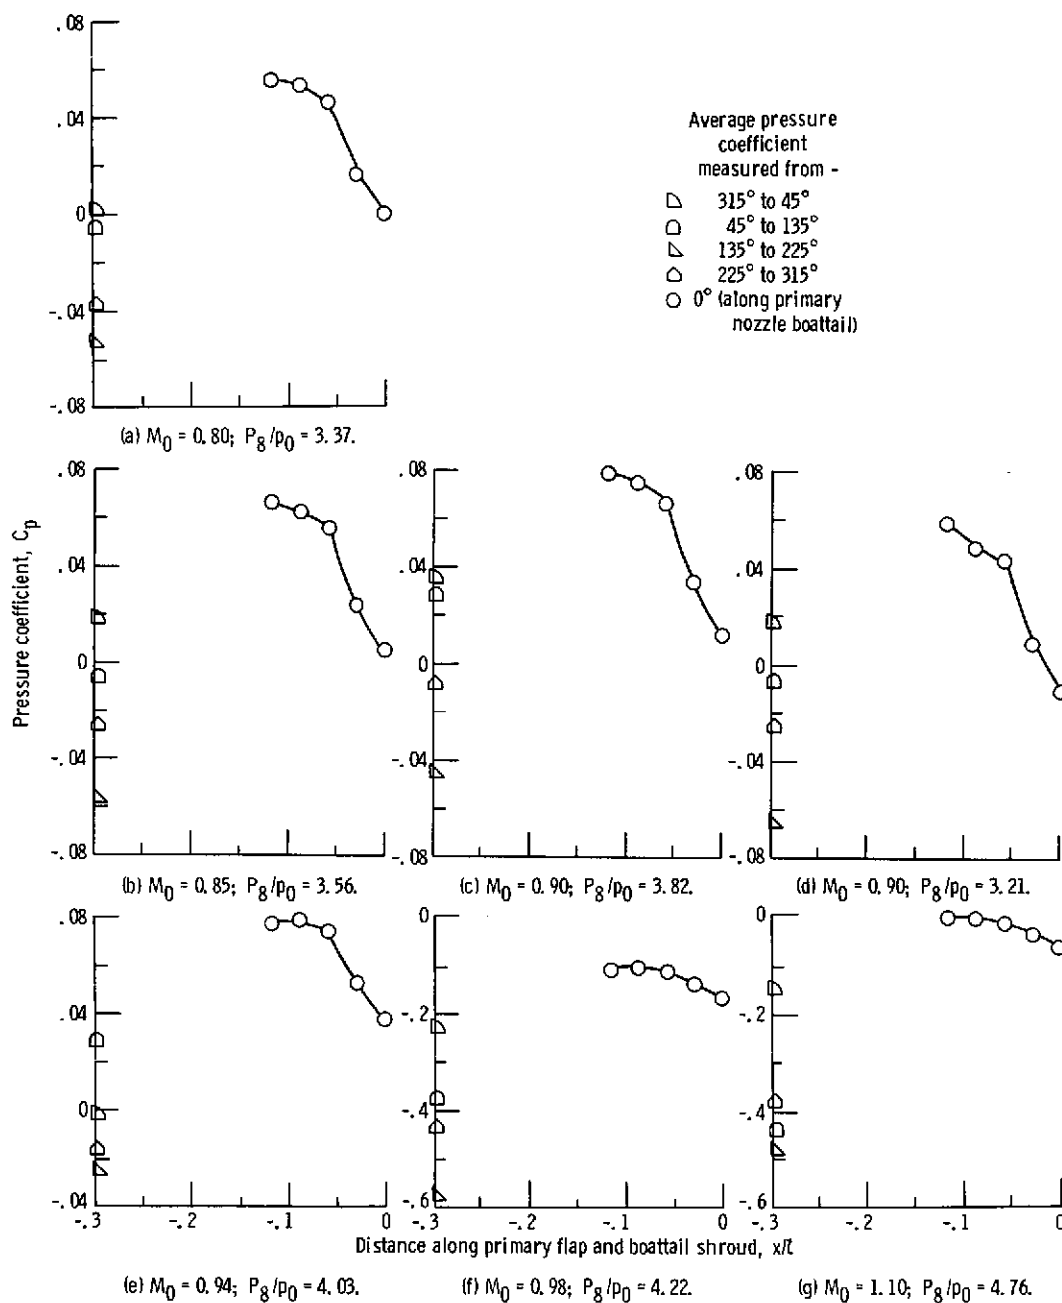 .08
.04
0
-.04
-.08
Average pressure
coefficient
measured from -
315° to 45°
45° to 135°
135° to 225°
225° to 315°
0° (along primary
nozzle boattail)
(a) M0 = 0.80; P8/p0 = 3.37.
Pressure coefficient, Cp
.08
.04
0
-.04
-.08
.08
.04
0
-.04
-.08
.08
.04
0
-.04
-.08
(b) M0 = 0.85; P8/p0 = 3.56.
(c) M0 = 0.90; P8/p0 = 3.82.
(d) M0 = 0.90; P8/p0 = 3.21.
.08
.04
0
-.04
0
-.2
-.4
-.6
0
-.2
-.4
-.6
-.3 -.2 -.1 0
-.3 -.2 -.1 0
-.3 -.2 -.1 0
Distance along primary flap and boattail shroud, x/l
(e) M0 = 0.94; P8/p0 = 4.03.
(f) M0 = 0.98; P8/p0 = 4.22.
(g) M0 = 1.10; P8/p0 = 4.76.